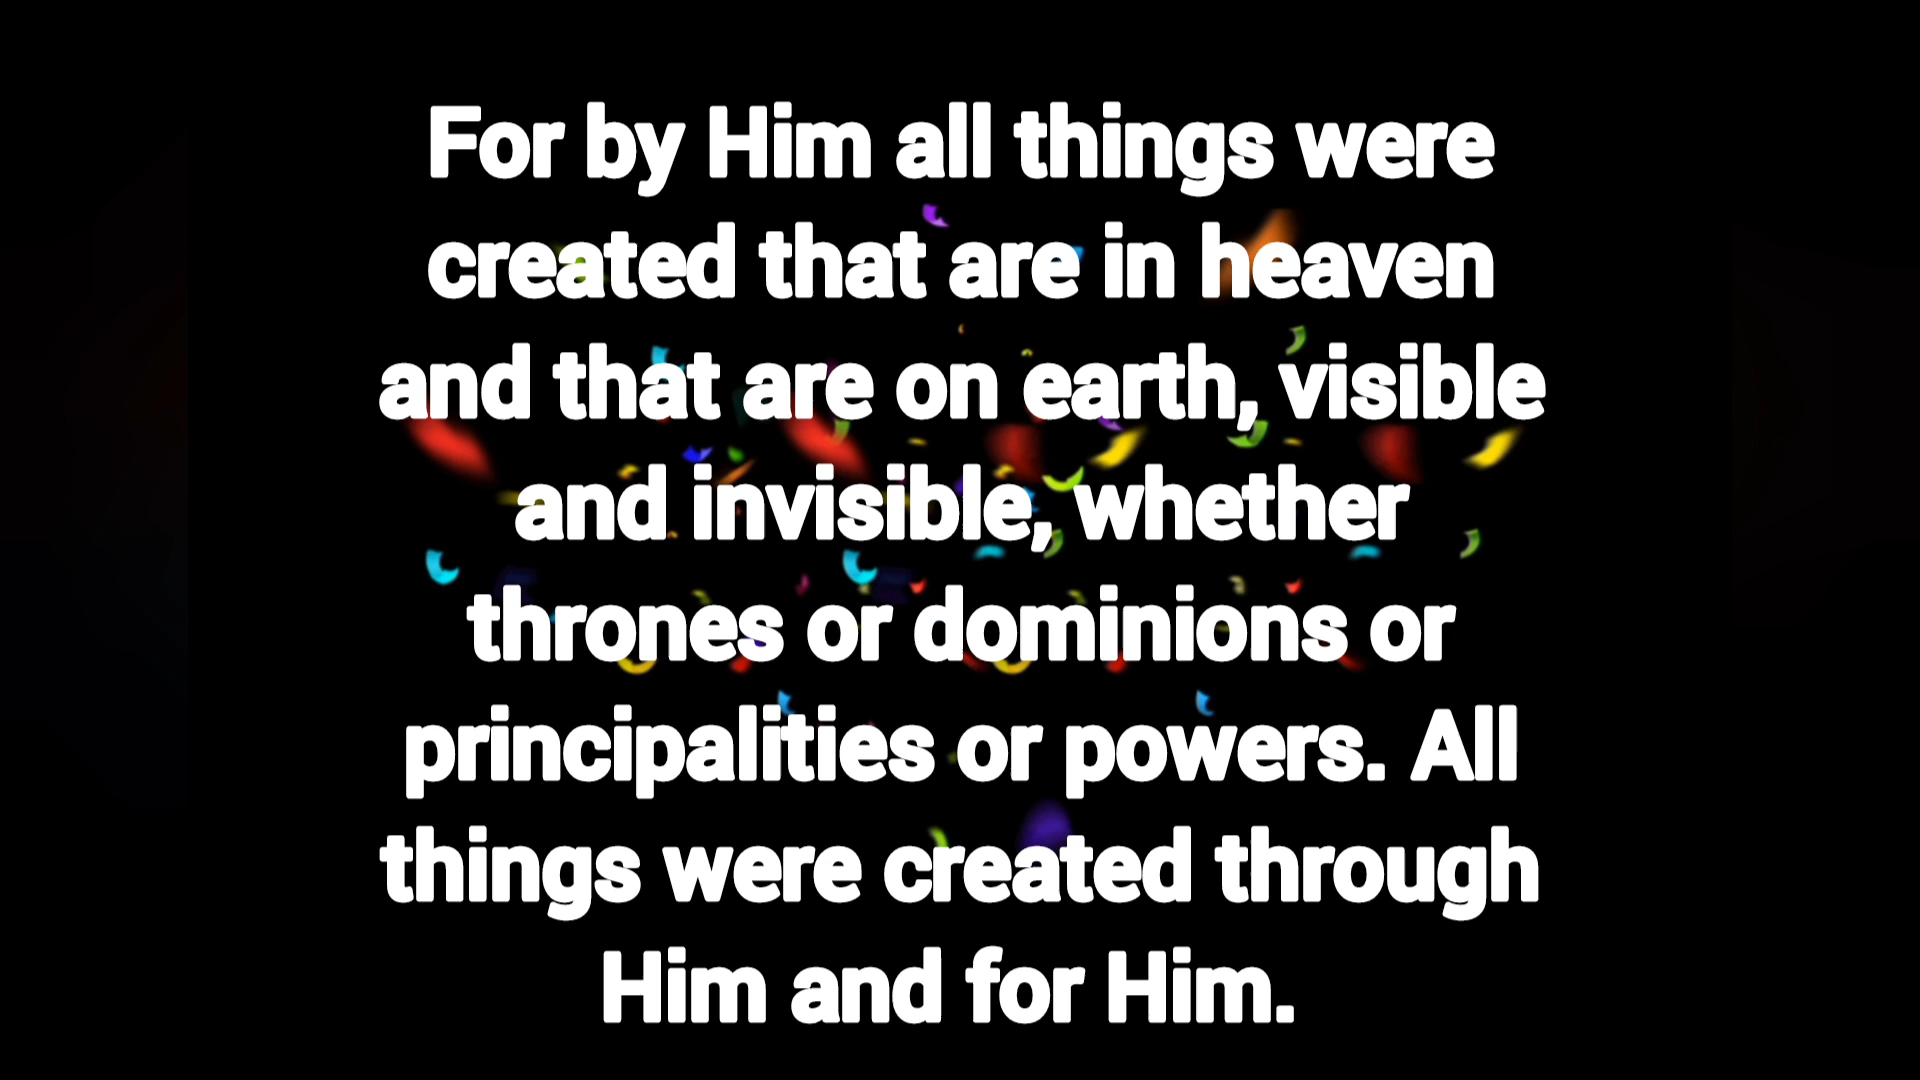 For by Him all things were
created that are in heaven
and that are on earth, visible
and invisible, whether
thrones or dominions or
principalities or powers. All
things were created through
Him and for Him.